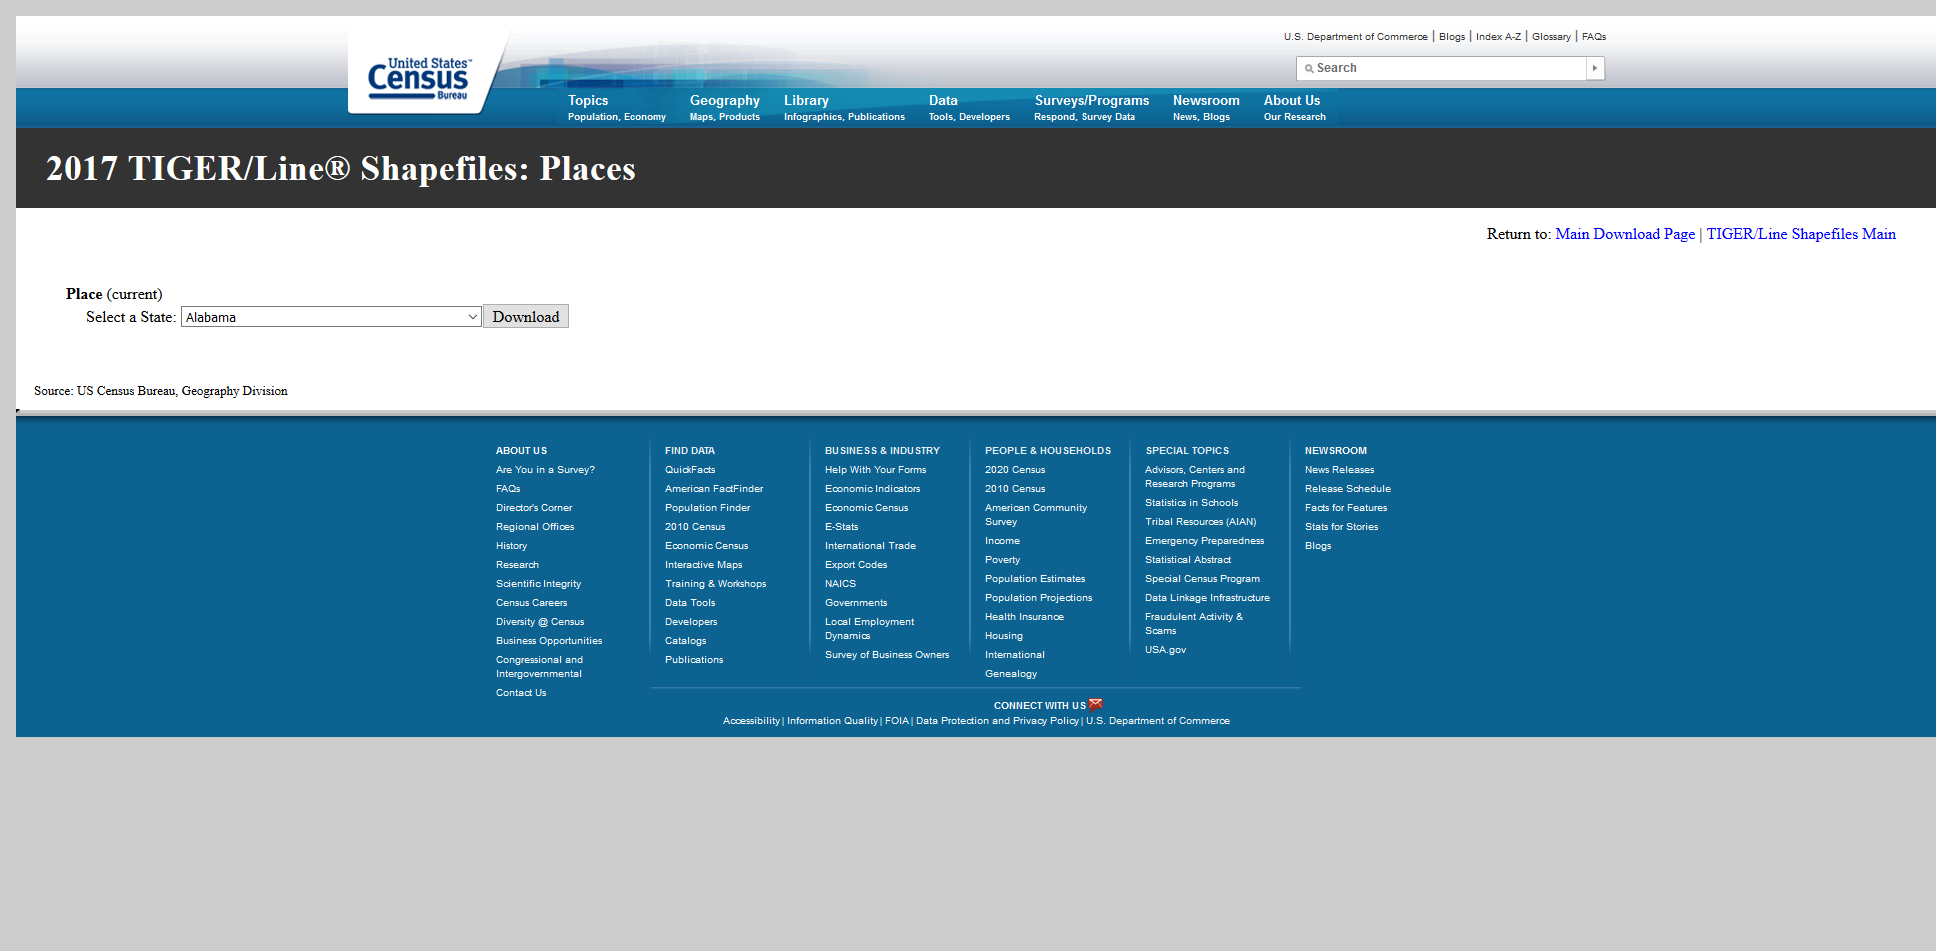 U.S. Department of Commerce | Blogs | Index A-Z | Glossary | FAQs
United States™
Census
Bureau
Search
Topics
Population, Economy
Geography
Maps, Products
Library
Infographics, Publications
Data
Tools, Developers
Surveys/Programs
Respond, Survey Data
Newsroom
News, Blogs
About Us
Our Research
2017 TIGER/Line® Shapefiles: Places
Return to: Main Download Page | TIGER/Line Shapefiles Main
Place (current)
Select a State: Alabama Download
Source: US Census Bureau, Geography Division
ABOUT US
Are You in a Survey?
FAQs
Director's Corner
Regional Offices
History
Research
Scientific Integrity
Census Careers
Diversity @ Census
Business Opportunities
Congressional and
Intergovernmental
Contact Us
FIND DATA
QuickFacts
American FactFinder
Population Finder
2010 Census
Economic Census
Interactive Maps
Training & Workshops
Data Tools
Developers
Catalogs
Publications
BUSINESS & INDUSTRY
Help With Your Forms
Economic Indicators
Economic Census
E-Stats
International Trade
Export Codes
NAICS
Governments
Local Employment
Dynamics
Survey of Business Owners
PEOPLE & HOUSEHOLDS
2020 Census
2010 Census
American Community
Survey
Income
Poverty
Population Estimates
Population Projections
Health Insurance
Housing
International
Genealogy
SPECIAL TOPICS
Advisors, Centers and
Research Programs
Statistics in Schools
Tribal Resources (AIAN)
Emergency Preparedness
Statistical Abstract
Special Census Program
Data Linkage Infrastructure
Fraudulent Activity &
Scams
USA.gov
NEWSROOM
News Releases
Release Schedule
Facts for Features
Stats for Stories
Blogs
CONNECT WITH US
Accessibility | Information Quality | FOIA | Data Protection and Privacy Policy | U.S. Department of Commerce